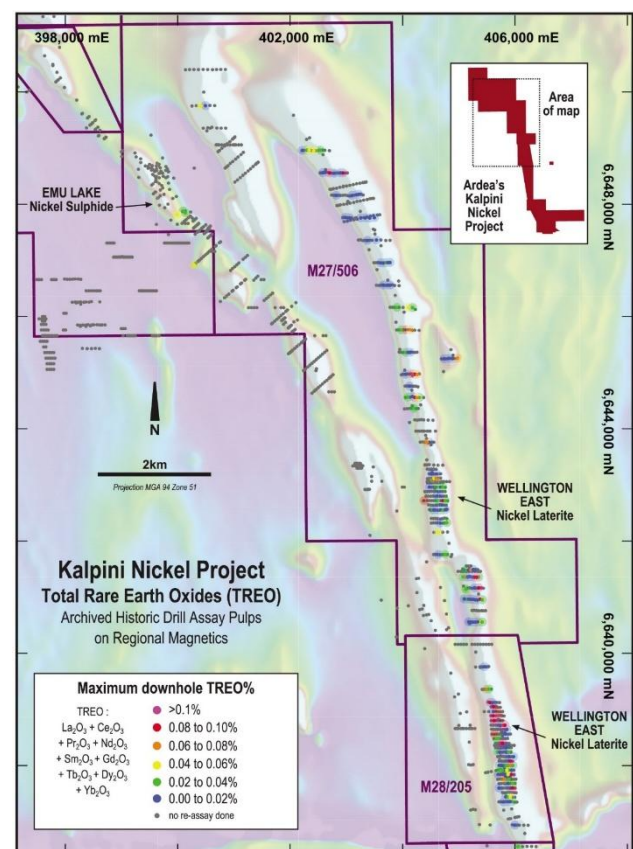 398,000 mE
402,000 mE
406,000 mE
Area
of map
Ardea's
Kalpini
Nickel
Project
6,648,000 mN
EMU LAKE
Nickel Sulphide
M27/506
6,644,000 mN
N
2km
Projection MGA 94 Zone 51
WELLINGTON
EAST
Nickel Laterite
Kalpini Nickel Project
Total Rare Earth Oxides (TREO)
Archived Historic Drill Assay Pulps
on Regional Magnetics
6,640,000 mN
Maximum downhole TREO%
TREO :
La₂O₃ + Ce₂O₃
+ Pr₂O₃ + Nd₂O₃
+ Sm₂O₃ + Gd₂O₃
+ Tb₂O₃ + Dy₂O₃
+ Yb₂O₃
>0.1%
0.08 to 0.10%
0.06 to 0.08%
0.04 to 0.06%
0.02 to 0.04%
0.00 to 0.02%
no re-assay done
WELLINGTON
EAST
Nickel Laterite
M28/205